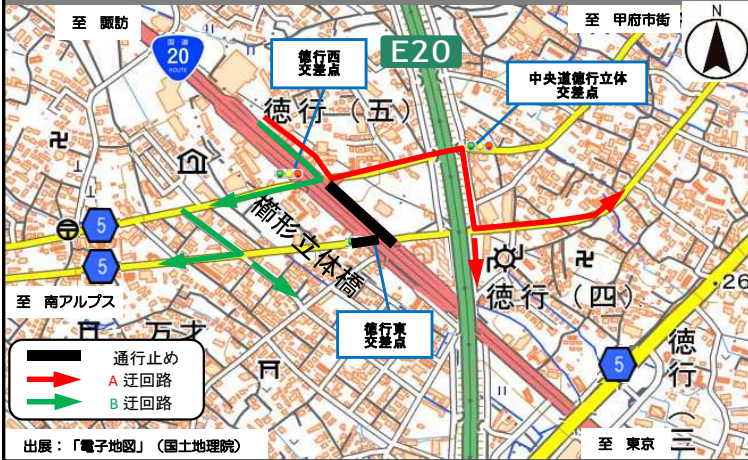 至 諏訪
国道
20
ROUTE
徳行西
交差点
E20
至 甲府市街
N
中央道徳行立体
交差点
徳行（五）
櫛形立体橋
5
5
至 南アルプス
徳行東
交差点
徳行（四）
26
5
徳行（三
万才
通行止め
A 迂回路
B 迂回路
出展：「電子地図」（国土地理院）
至 東京